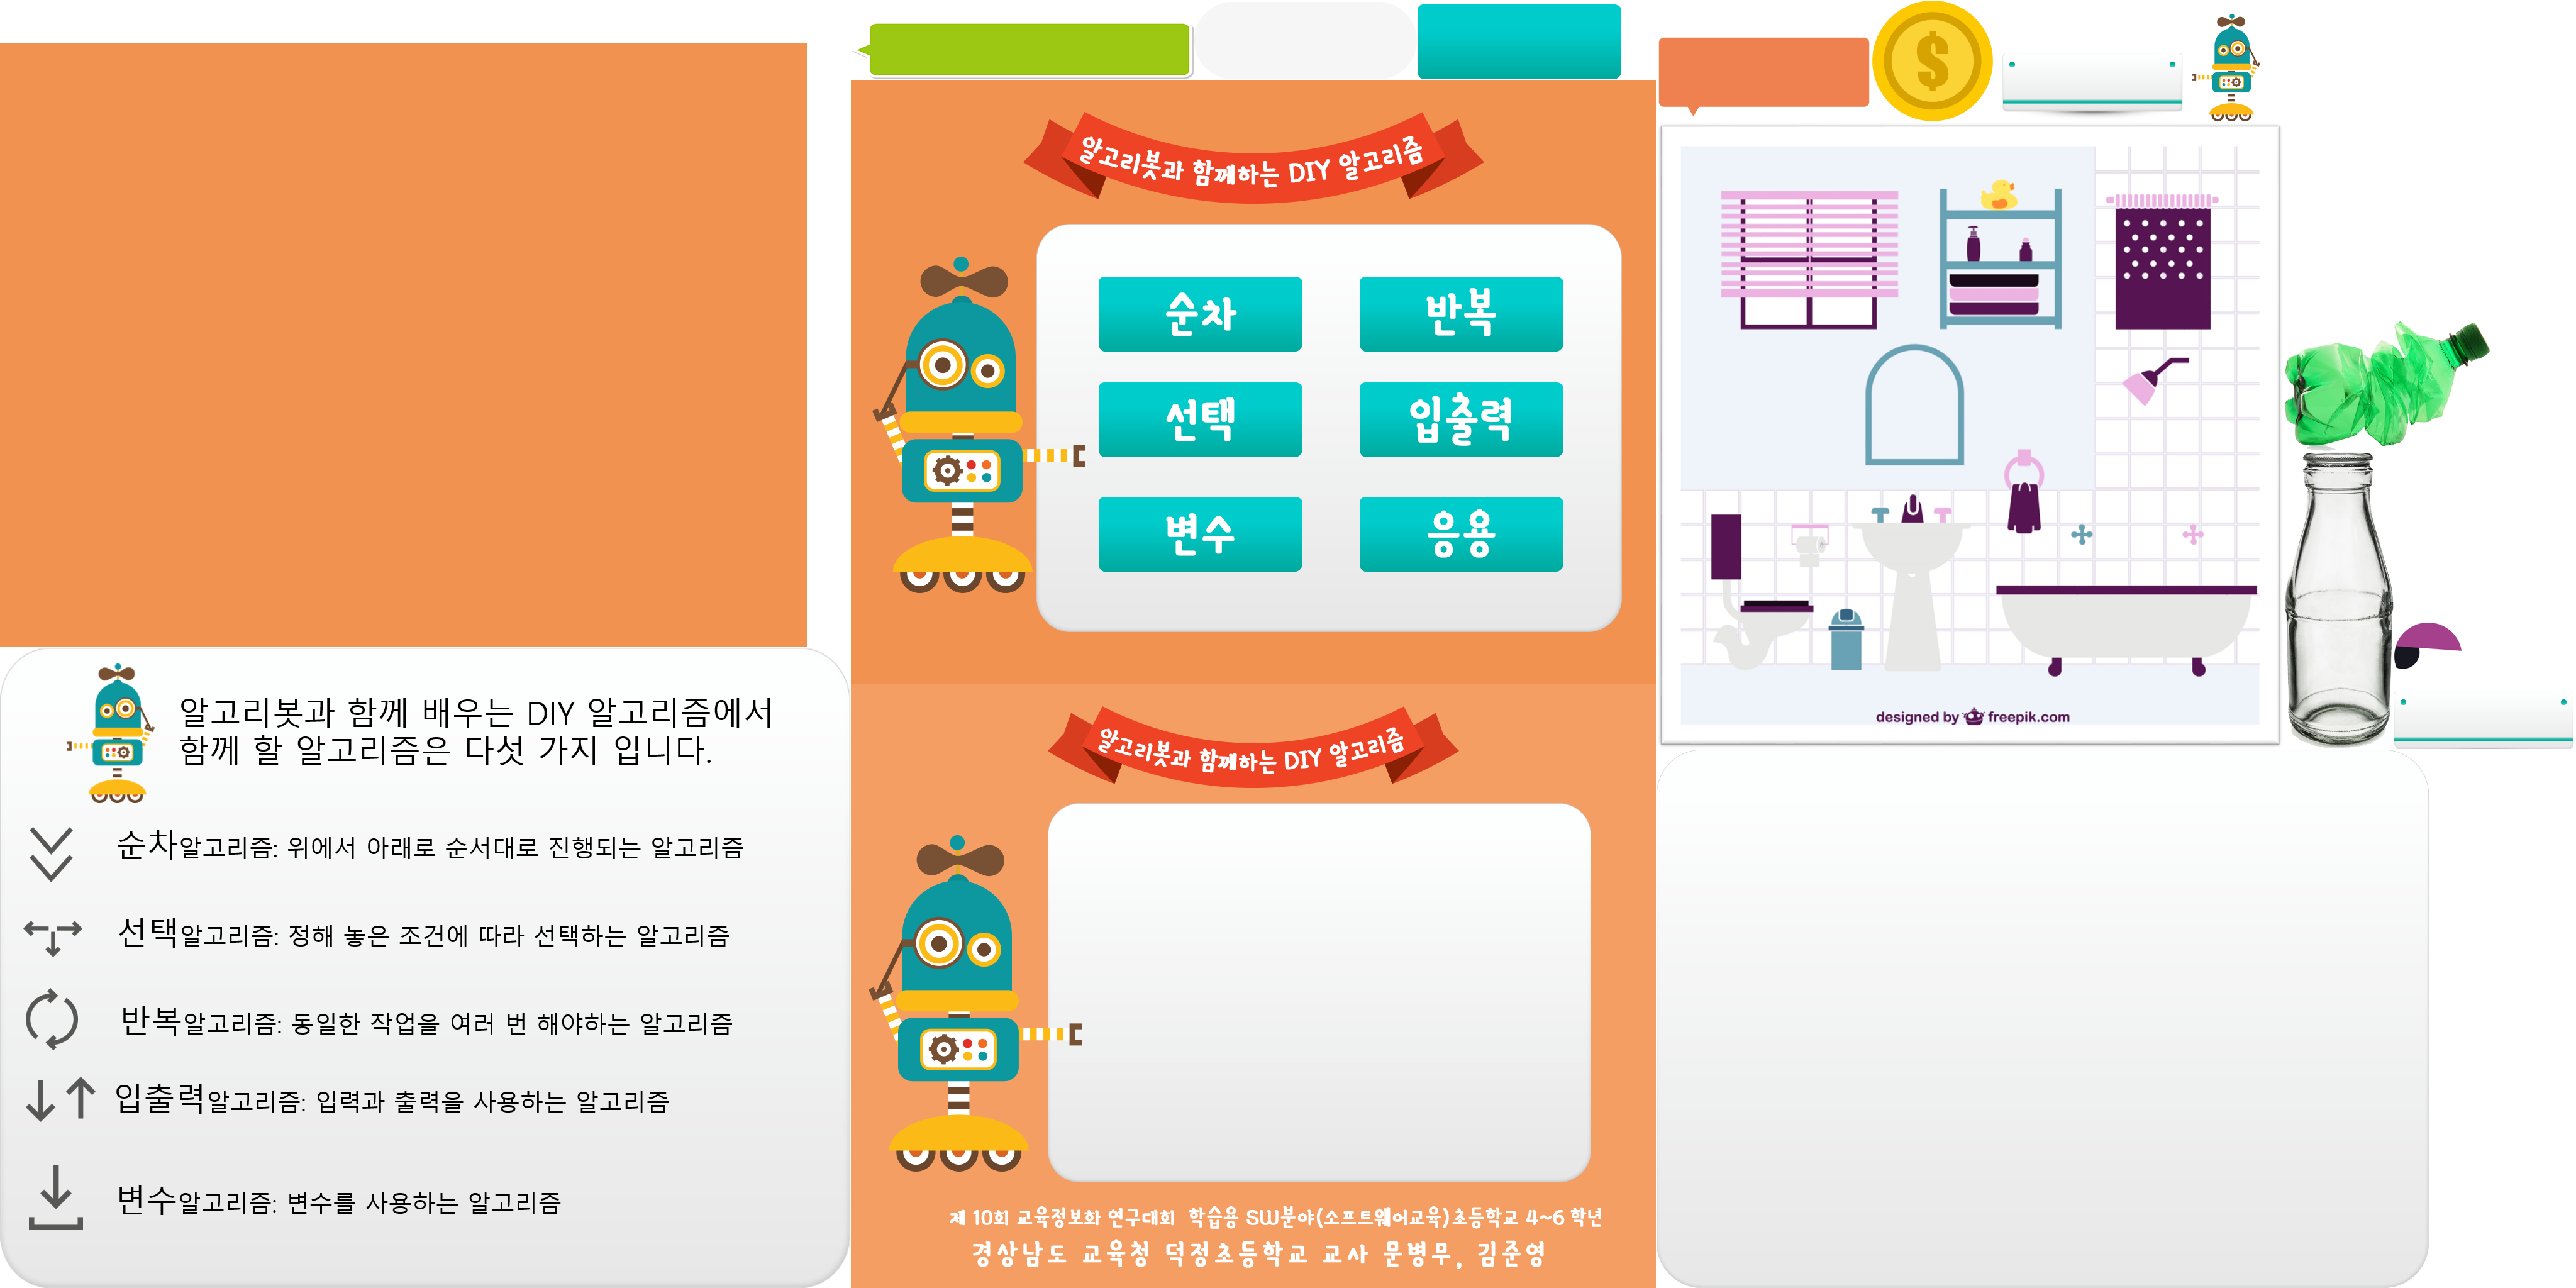 알고리봇과 함께하는 DIY 알고리즘
순차
반복
선택
입출력
변수
응용
알고리봇과 함께 배우는 DIY 알고리즘에서
함께 할 알고리즘은 다섯 가지 입니다.
순차알고리즘: 위에서 아래로 순서대로 진행되는 알고리즘
선택알고리즘: 정해 놓은 조건에 따라 선택하는 알고리즘
반복알고리즘: 동일한 작업을 여러 번 해야하는 알고리즘
입출력알고리즘: 입력과 출력을 사용하는 알고리즘
변수알고리즘: 변수를 사용하는 알고리즘
알고리봇과 함께하는 DIY 알고리즘
제 10회 교육정보화 연구대회 학습용 SW분야(소프트웨어교육)초등학교 4~6 학년
경상남도 교육청 덕정초등학교 교사 문병무, 김준영
$
designed by freepik.com